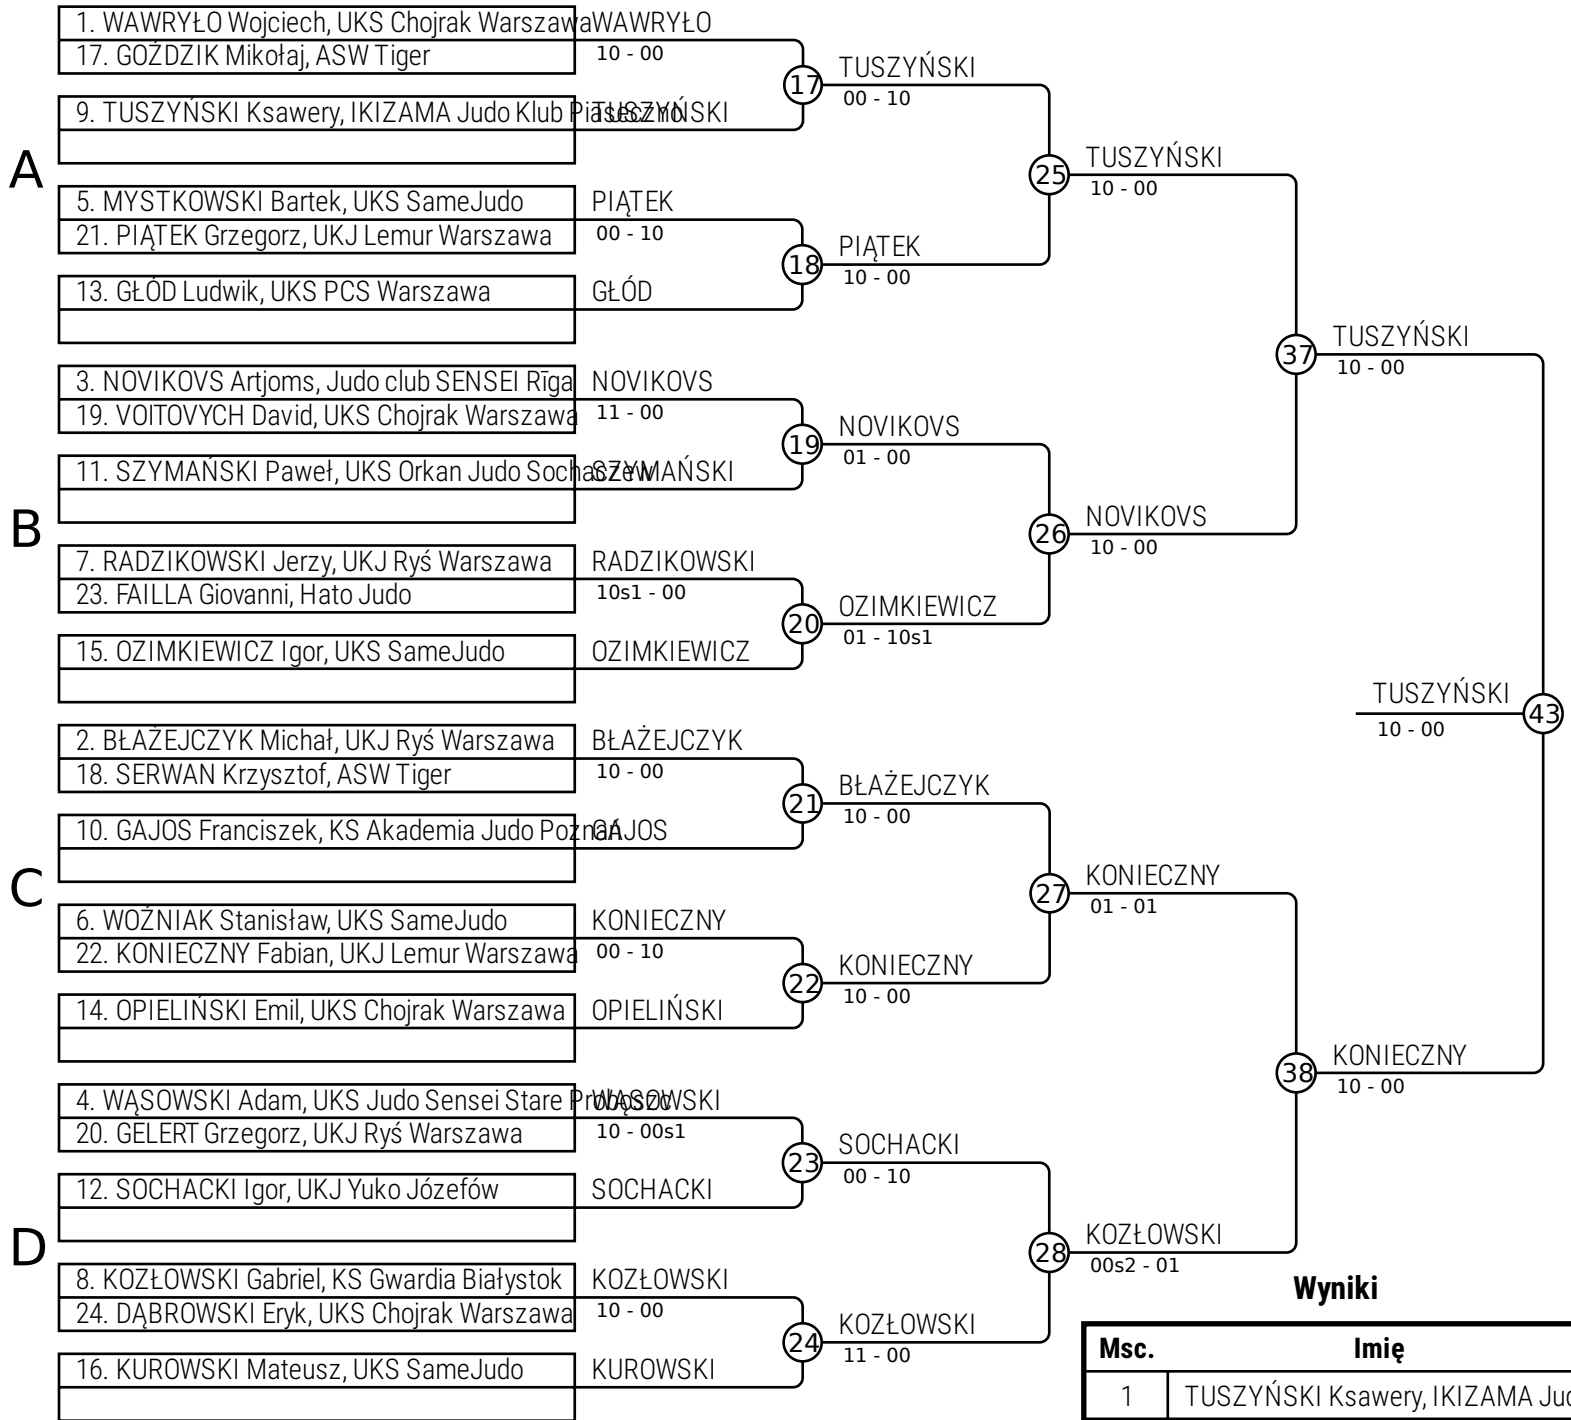 1. WAWRYŁO Wojciech, UKS Chojrak Warszawa
WAWRYŁO
17. GOŹDZIK Mikołaj, ASW Tiger
10 - 00
17
TUSZYŃSKI
00 - 10
9. TUSZYŃSKI Ksawery, IKIZAMA Judo Klub Piaseczno
TUSZYŃSKI
A
25
TUSZYŃSKI
10 - 00
5. MYSTKOWSKI Bartek, UKS SameJudo
PIĄTEK
21. PIĄTEK Grzegorz, UKJ Lemur Warszawa
00 - 10
18
PIĄTEK
10 - 00
13. GŁÓD Ludwik, UKS PCS Warszawa
GŁÓD
37
TUSZYŃSKI
10 - 00
3. NOVIKOVS Artjoms, Judo club SENSEI Rīga
NOVIKOVS
19. VOITOVYCH David, UKS Chojrak Warszawa
11 - 00
19
NOVIKOVS
01 - 00
11. SZYMAŃSKI Paweł, UKS Orkan Judo Sochaczew
SZYMAŃSKI
B
26
NOVIKOVS
10 - 00
7. RADZIKOWSKI Jerzy, UKJ Ryś Warszawa
RADZIKOWSKI
23. FAILLA Giovanni, Hato Judo
10s1 - 00
20
OZIMKIEWICZ
01 - 10s1
15. OZIMKIEWICZ Igor, UKS SameJudo
OZIMKIEWICZ
TUSZYŃSKI
43
10 - 00
2. BŁAŻEJCZYK Michał, UKJ Ryś Warszawa
BŁAŻEJCZYK
18. SERWAN Krzysztof, ASW Tiger
10 - 00
21
BŁAŻEJCZYK
10 - 00
10. GAJOS Franciszek, KS Akademia Judo Poznań
GAJOS
C
27
KONIECZNY
01 - 01
6. WOŹNIAK Stanisław, UKS SameJudo
KONIECZNY
22. KONIECZNY Fabian, UKJ Lemur Warszawa
00 - 10
22
KONIECZNY
10 - 00
14. OPIELIŃSKI Emil, UKS Chojrak Warszawa
OPIELIŃSKI
38
KONIECZNY
10 - 00
4. WĄSOWSKI Adam, UKS Judo Sensei Stare Proboszcz
WĄSOWSKI
20. GELERT Grzegorz, UKJ Ryś Warszawa
10 - 00s1
23
SOCHACKI
00 - 10
12. SOCHACKI Igor, UKJ Yuko Józefów
SOCHACKI
D
28
KOZŁOWSKI
00s2 - 01
8. KOZŁOWSKI Gabriel, KS Gwardia Białystok
KOZŁOWSKI
24. DĄBROWSKI Eryk, UKS Chojrak Warszawa
10 - 00
24
KOZŁOWSKI
11 - 00
16. KUROWSKI Mateusz, UKS SameJudo
KUROWSKI
Wyniki
Msc. Imię
1 TUSZYŃSKI Ksawery, IKIZAMA Jud